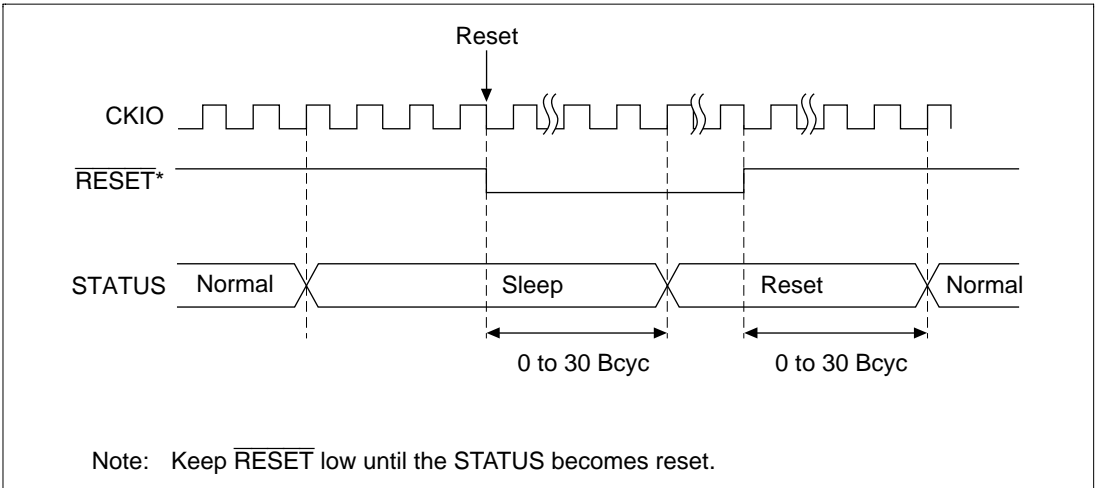 Reset
CKIO
RESET*
STATUS Normal Sleep Reset Normal
0 to 30 Bcyc 0 to 30 Bcyc
Note: Keep RESET low until the STATUS becomes reset.